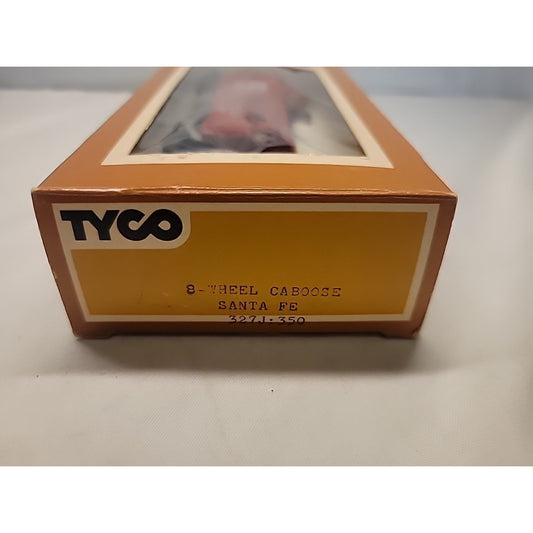 TYCO
8-WHEEL CABOOSE
SANTA FE
327J:350